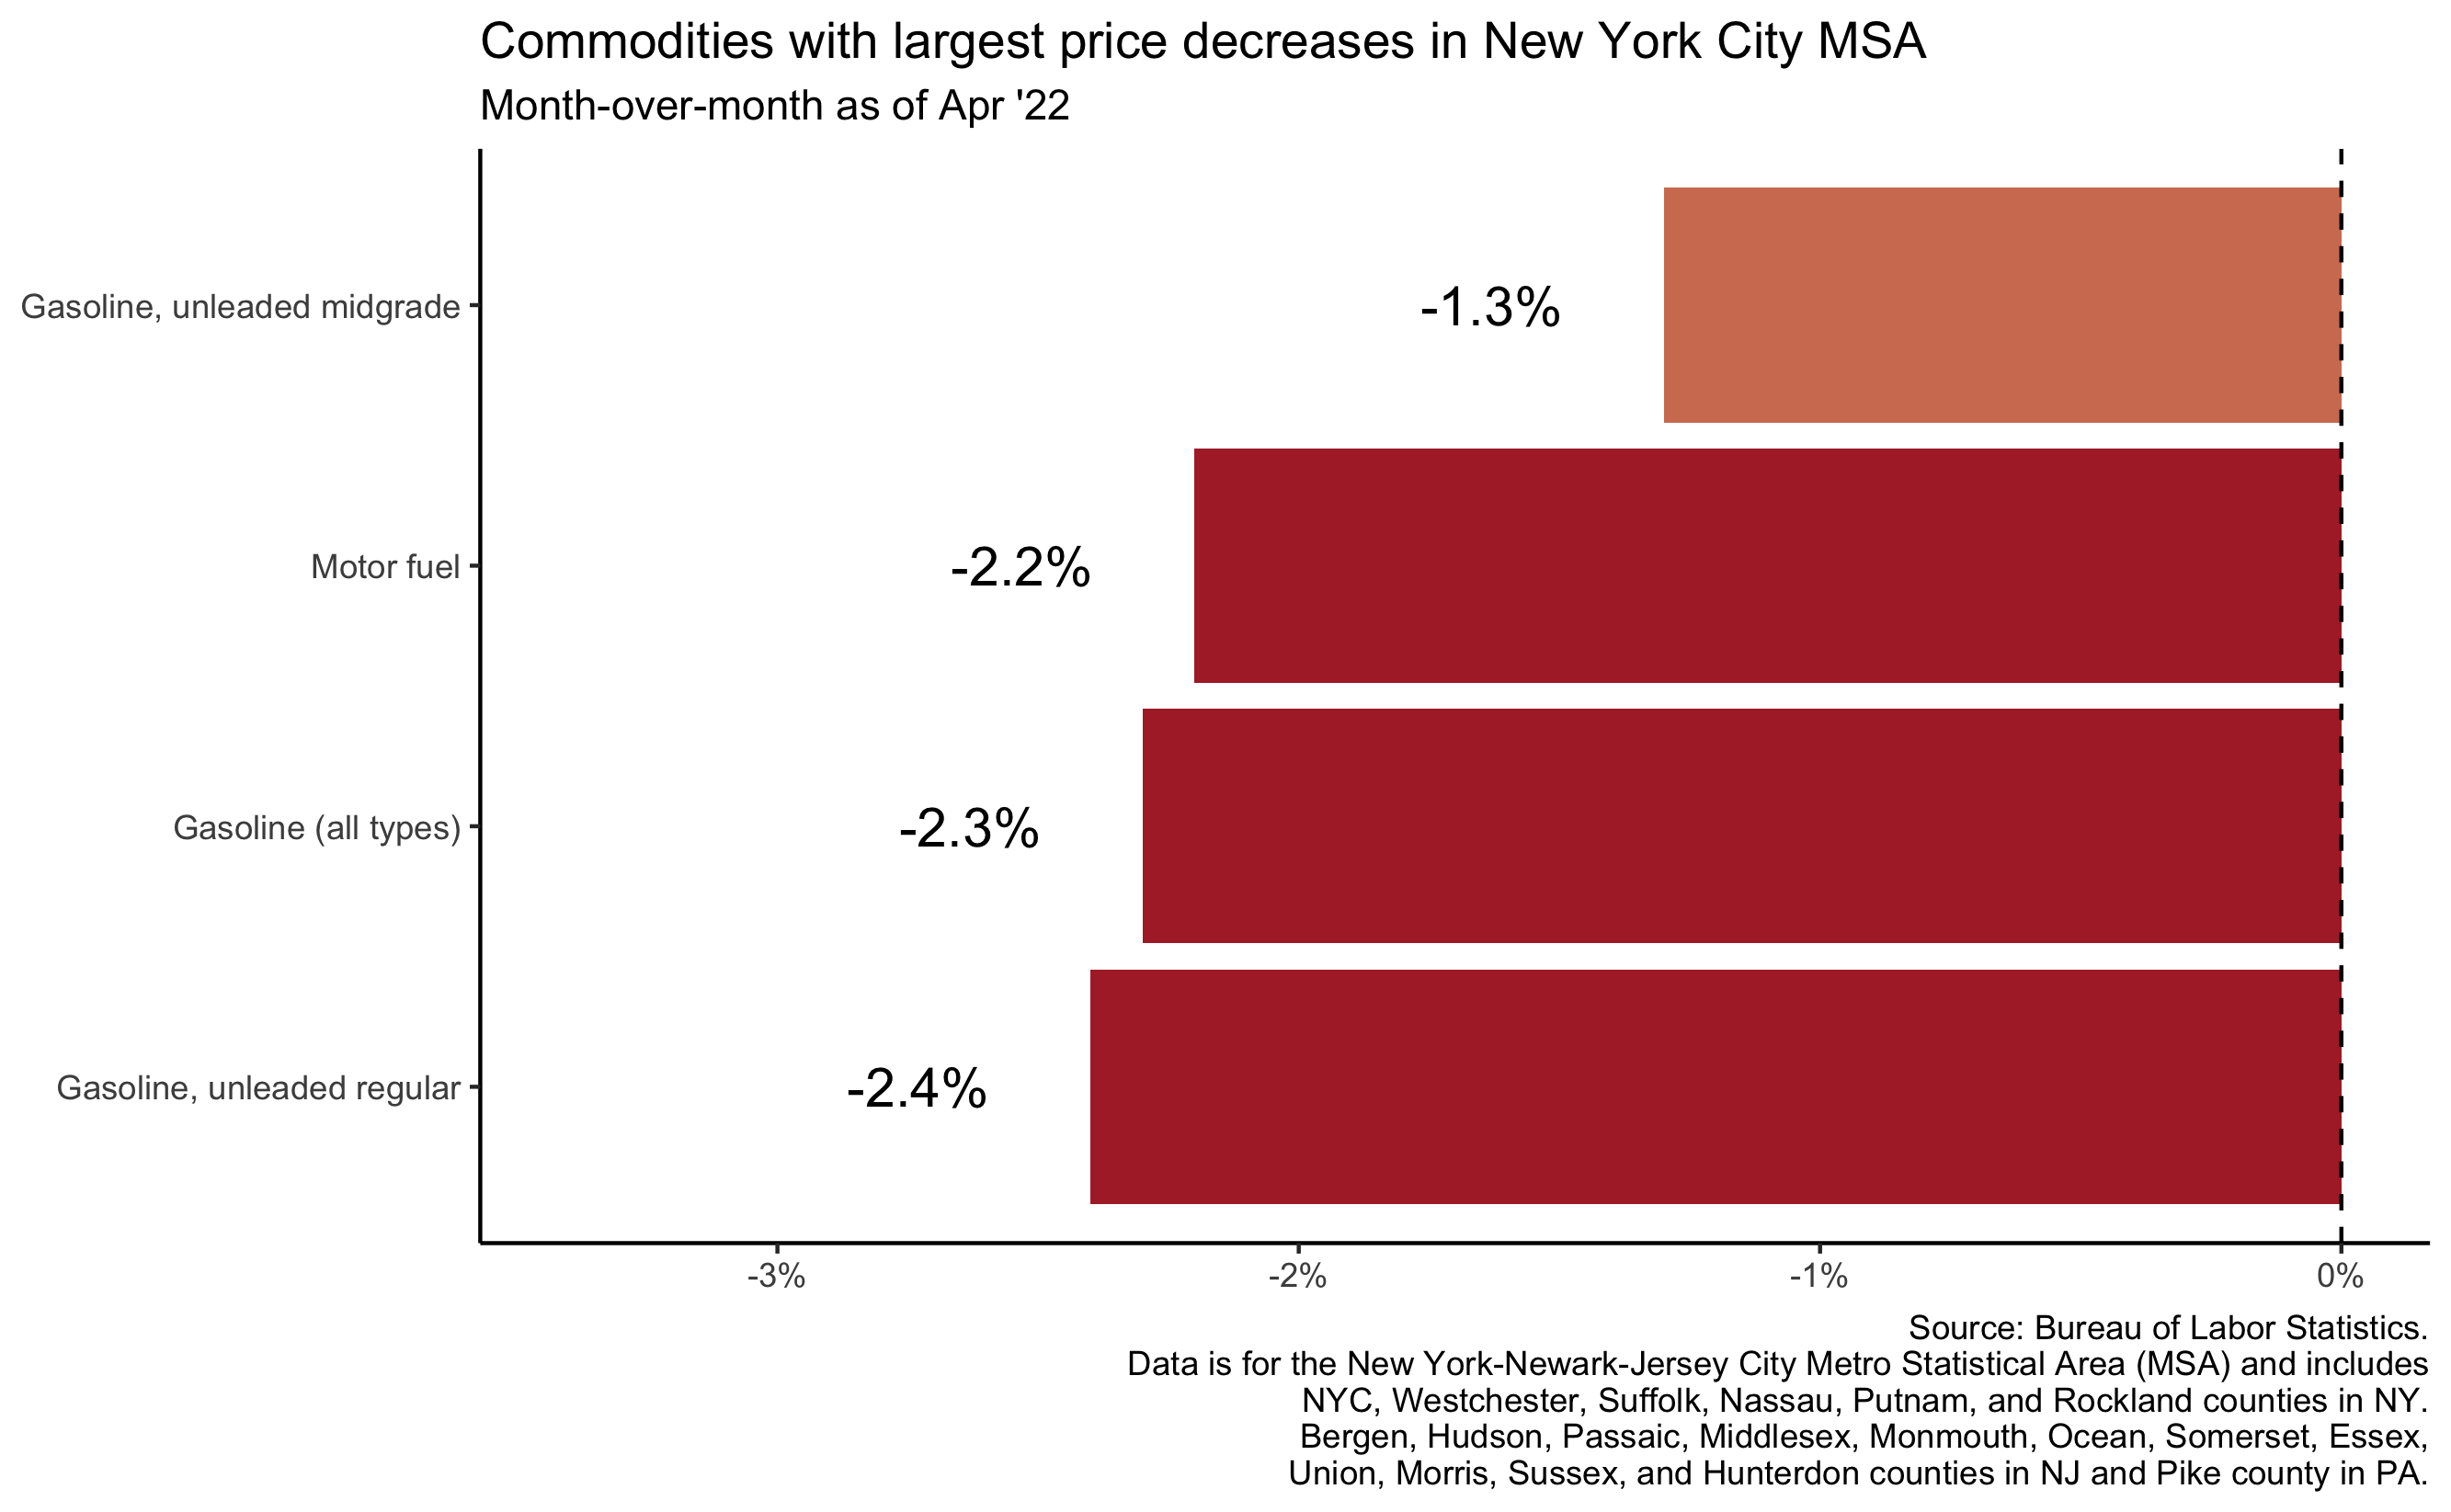 Commodities with largest price decreases in New York City MSA
Month-over-month as of Apr '22
Gasoline, unleaded midgrade
-1.3%
Motor fuel
-2.2%
Gasoline (all types)
-2.3%
Gasoline, unleaded regular
-2.4%
-3%
-2%
-1%
0%
Source: Bureau of Labor Statistics.
Data is for the New York-Newark-Jersey City Metro Statistical Area (MSA) and includes
NYC, Westchester, Suffolk, Nassau, Putnam, and Rockland counties in NY.
Bergen, Hudson, Passaic, Middlesex, Monmouth, Ocean, Somerset, Essex,
Union, Morris, Sussex, and Hunterdon counties in NJ and Pike county in PA.